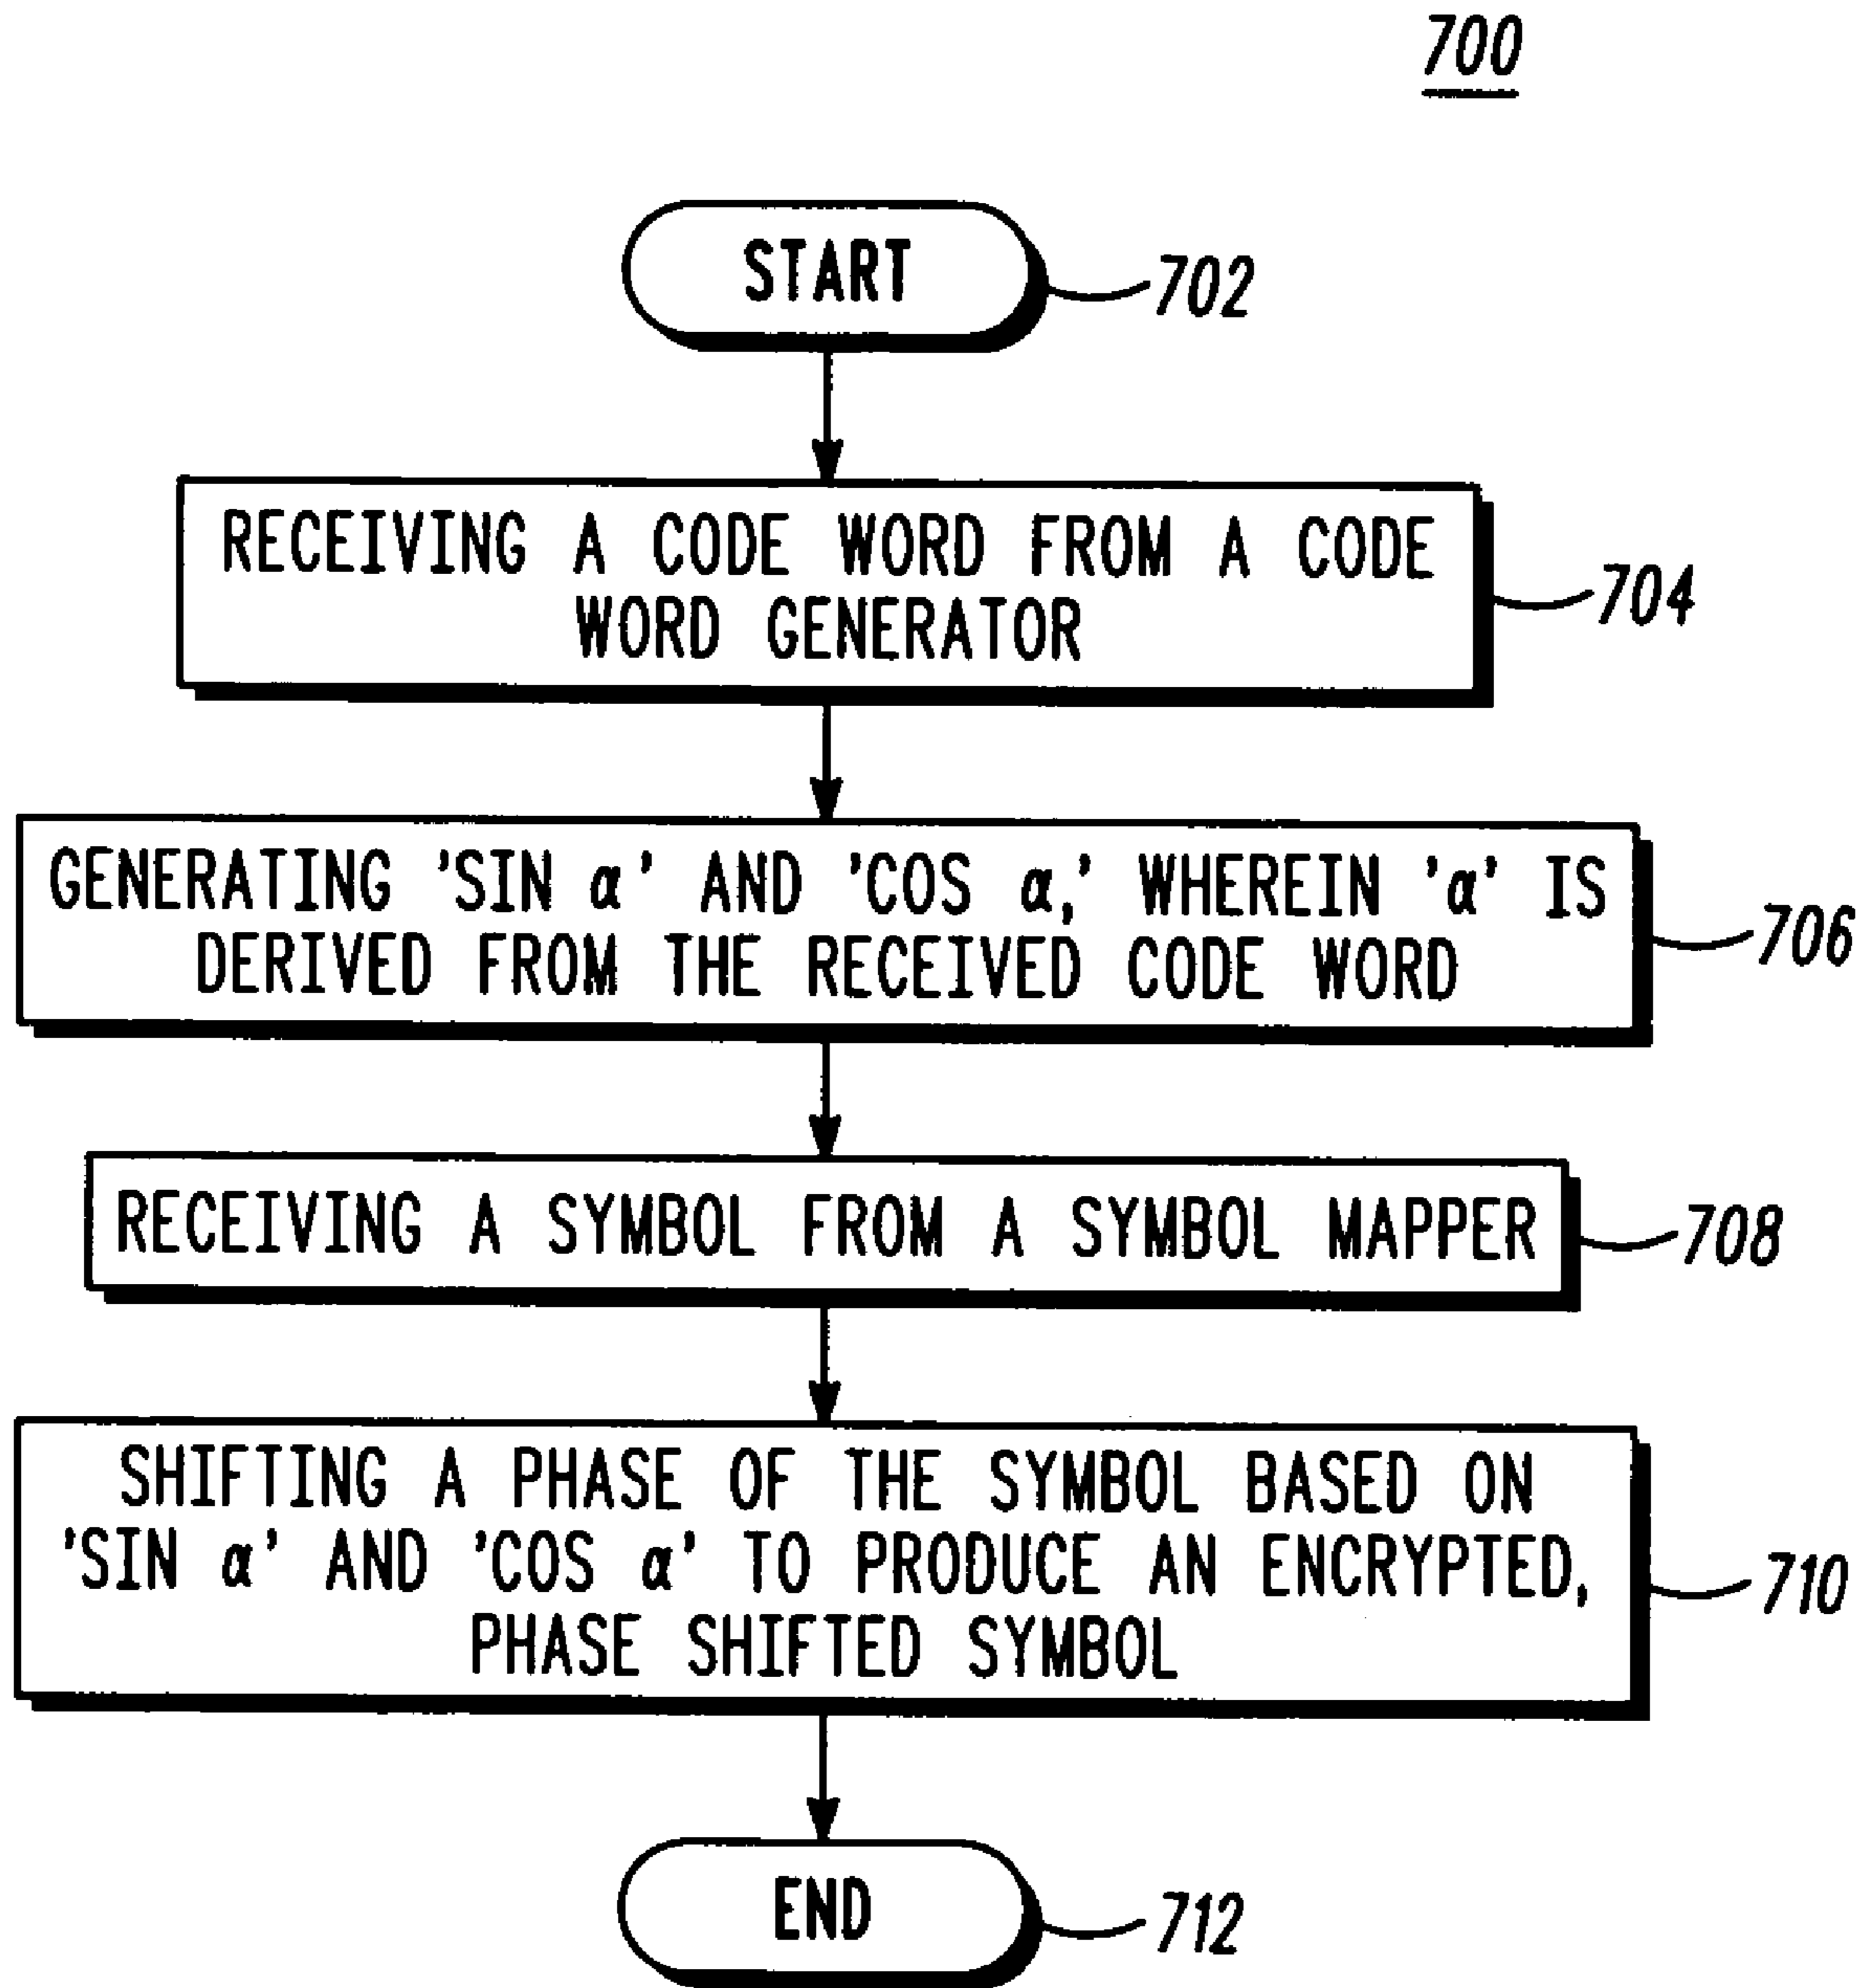 700
START
702
RECEIVING A CODE WORD FROM A CODE
WORD GENERATOR
704
GENERATING 'SIN α' AND 'COS α,' WHEREIN 'α' IS
DERIVED FROM THE RECEIVED CODE WORD
706
RECEIVING A SYMBOL FROM A SYMBOL MAPPER
708
SHIFTING A PHASE OF THE SYMBOL BASED ON
'SIN α' AND 'COS α' TO PRODUCE AN ENCRYPTED,
PHASE SHIFTED SYMBOL
710
END
712